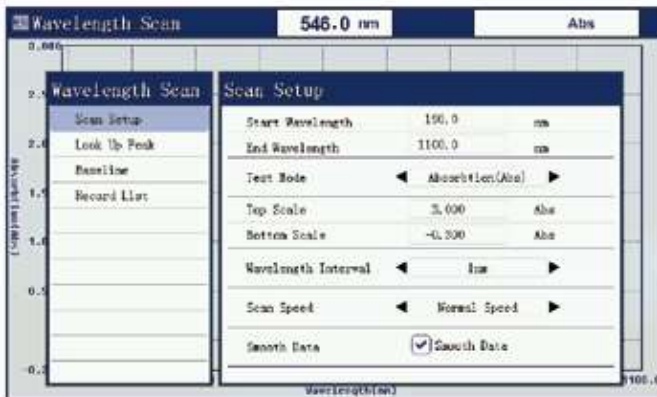 Wavelength Scan 546.0 nm Abs
Wavelength Scan
Scan Setup
Look Up Peak
Baseline
Record List
Scan Setup
Start Wavelength 190.0 nm
End Wavelength 1100.0 nm
Test Mode ◀ Absorbtion(Abs) ▶
Top Scale 3.000 Abs
Bottom Scale -0.300 Abs
Wavelength Interval ◀ 1nm ▶
Scan Speed ◀ Normal Speed ▶
Smooth Data Smooth Data
Wavelength(nm)